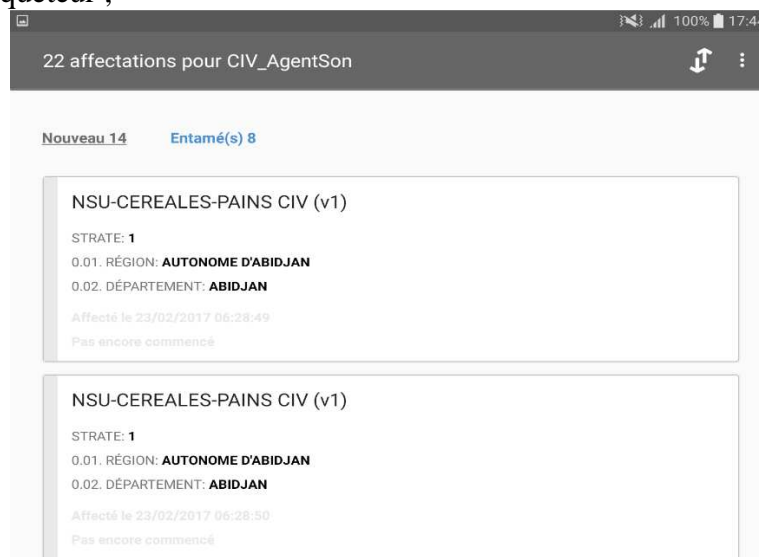 quêteur ;
100% 17:4
22 affectations pour CIV_AgentSon
Nouveau 14 Entamé(s) 8
NSU-CEREALES-PAINS CIV (v1)
STRATE: 1
0.01. RÉGION: AUTONOME D'ABIDJAN
0.02. DÉPARTEMENT: ABIDJAN
Affecté le 23/02/2017 06:28:49
Pas encore commencé
NSU-CEREALES-PAINS CIV (v1)
STRATE: 1
0.01. RÉGION: AUTONOME D'ABIDJAN
0.02. DÉPARTEMENT: ABIDJAN
Affecté le 23/02/2017 06:28:50
Pas encore commencé